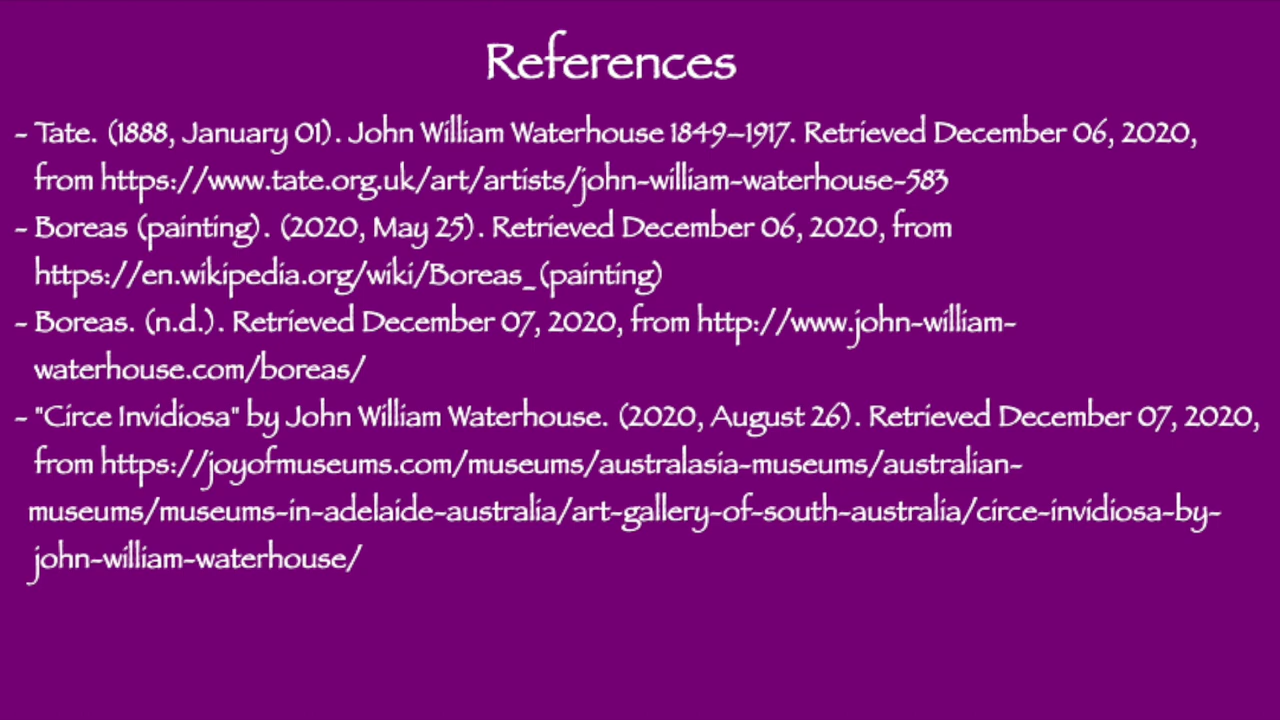 References
- Tate. (1888, January 01). John William Waterhouse 1849–1917. Retrieved December 06, 2020,
from https://www.tate.org.uk/art/artists/john-william-waterhouse-583
- Boreas (painting). (2020, May 25). Retrieved December 06, 2020, from
https://en.wikipedia.org/wiki/Boreas_(painting)
- Boreas. (n.d.). Retrieved December 07, 2020, from http://www.john-william-
waterhouse.com/boreas/
- "Circe Invidiosa" by John William Waterhouse. (2020, August 26). Retrieved December 07, 2020,
from https://joyofmuseums.com/museums/australasia-museums/australian-
museums/museums-in-adelaide-australia/art-gallery-of-south-australia/circe-invidiosa-by-
john-william-waterhouse/